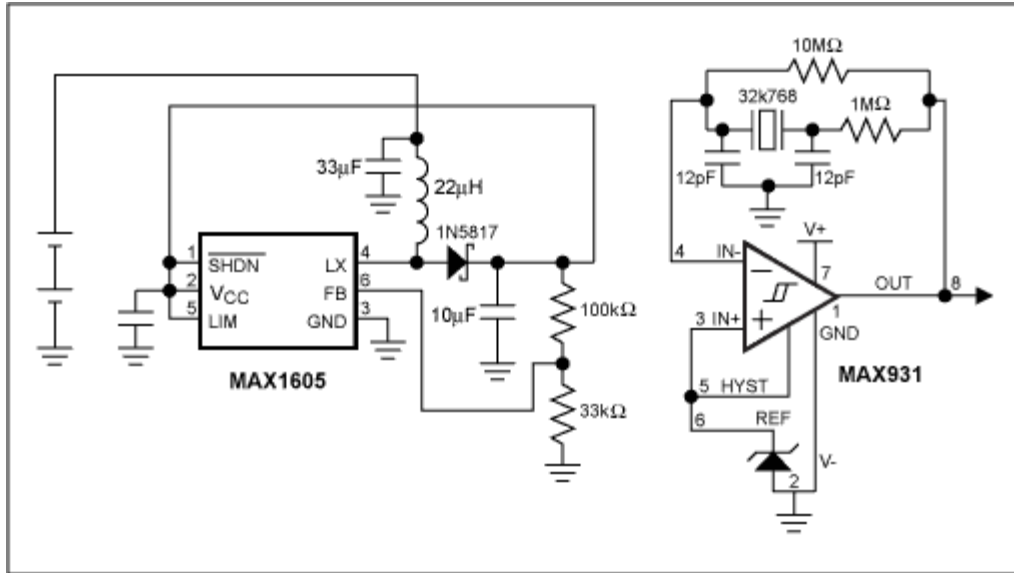 10MΩ
32k768
1MΩ
33μF
22μH
12pF
12pF
1N5817
V+
1
SHDN
LX
4
2
VCC
FB
6
5
LIM
GND
3
10μF
100kΩ
MAX1605
33kΩ
4
IN-
7
OUT
8
3
IN+
1
GND
MAX931
5
HYST
6
REF
V-
2